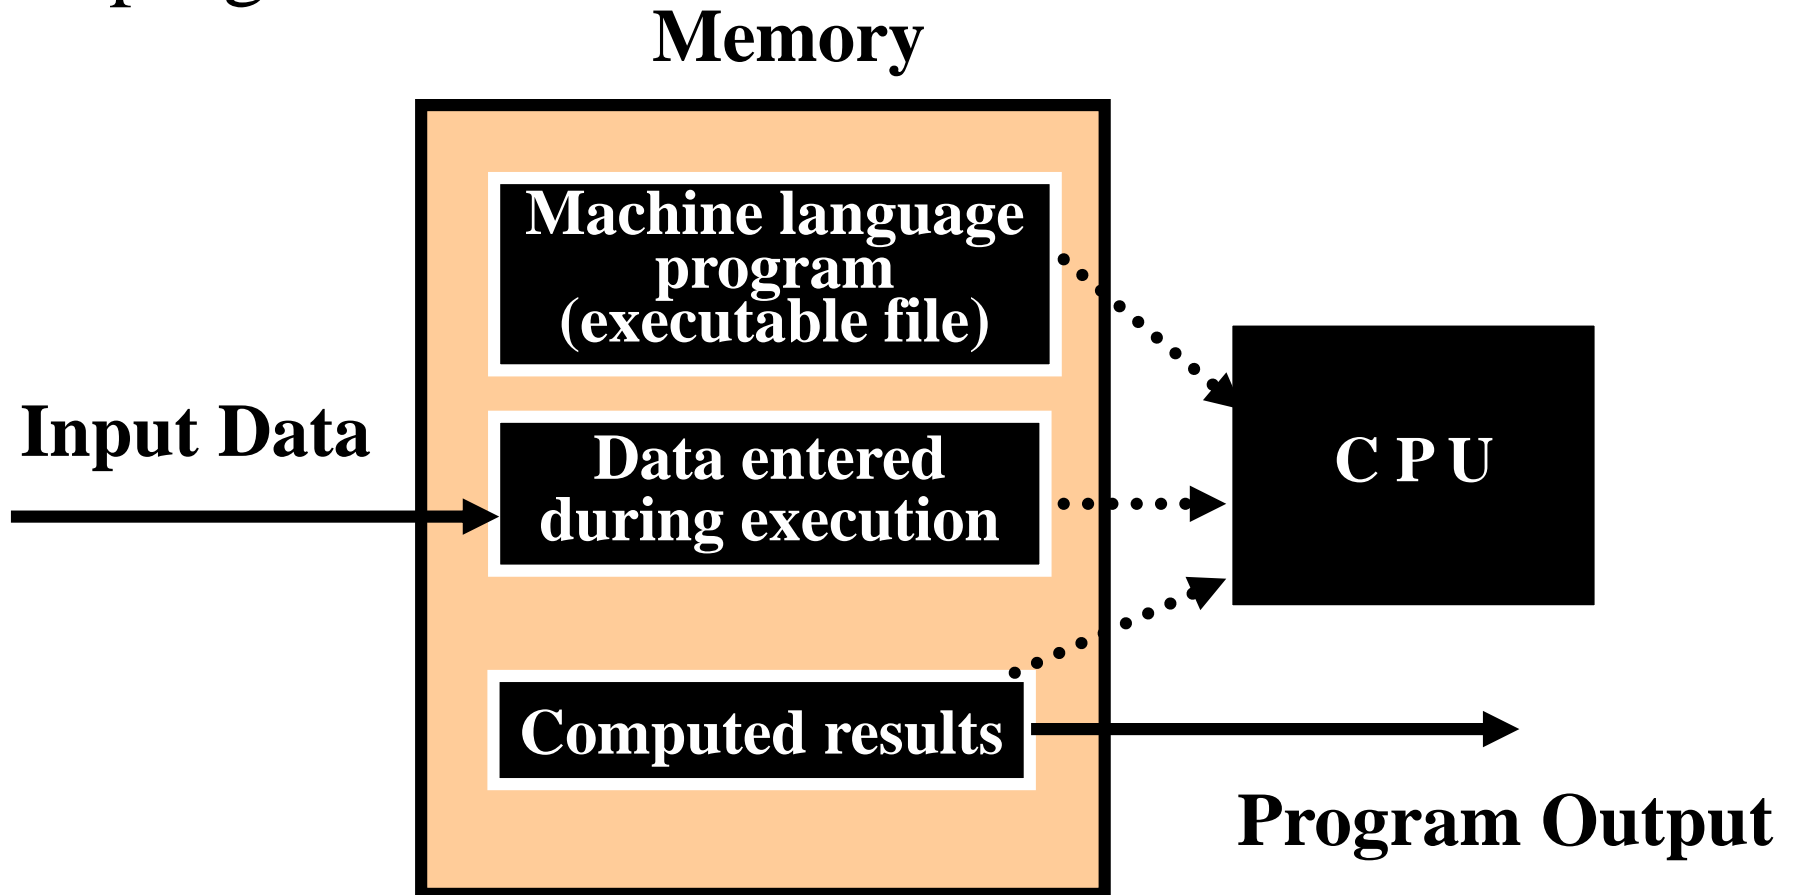 Memory
Machine language
program
(executable file)
Input Data
Data entered
during execution
C P U
Computed results
Program Output